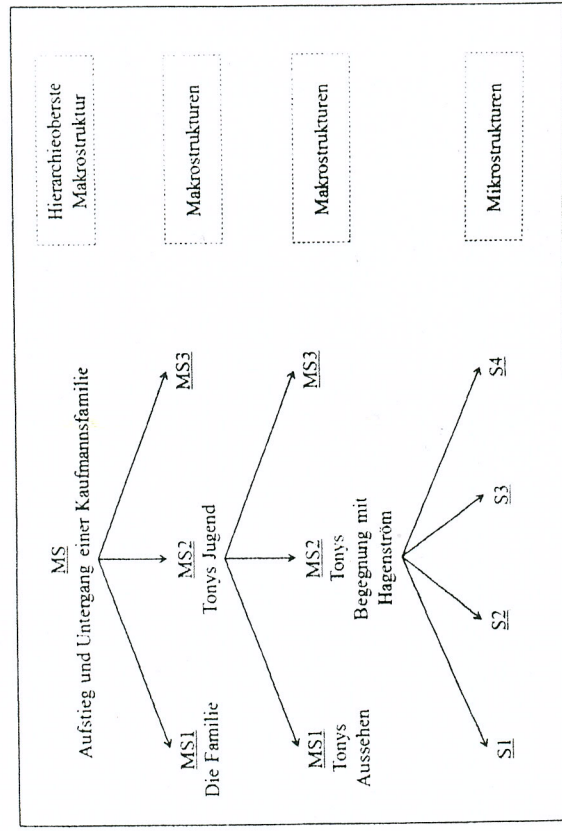 MS
Aufstieg und Untergang einer Kaufmannsfamilie
Hierarchieoberste
Makrostruktur
MS1
Die Familie
MS2
Tonys Jugend
MS3
Makrostrukturen
MS1
Tonys
Aussehen
MS2
Tonys
Begegnung mit
Hagenström
MS3
Makrostrukturen
S1
S2
S3
S4
Mikrostrukturen